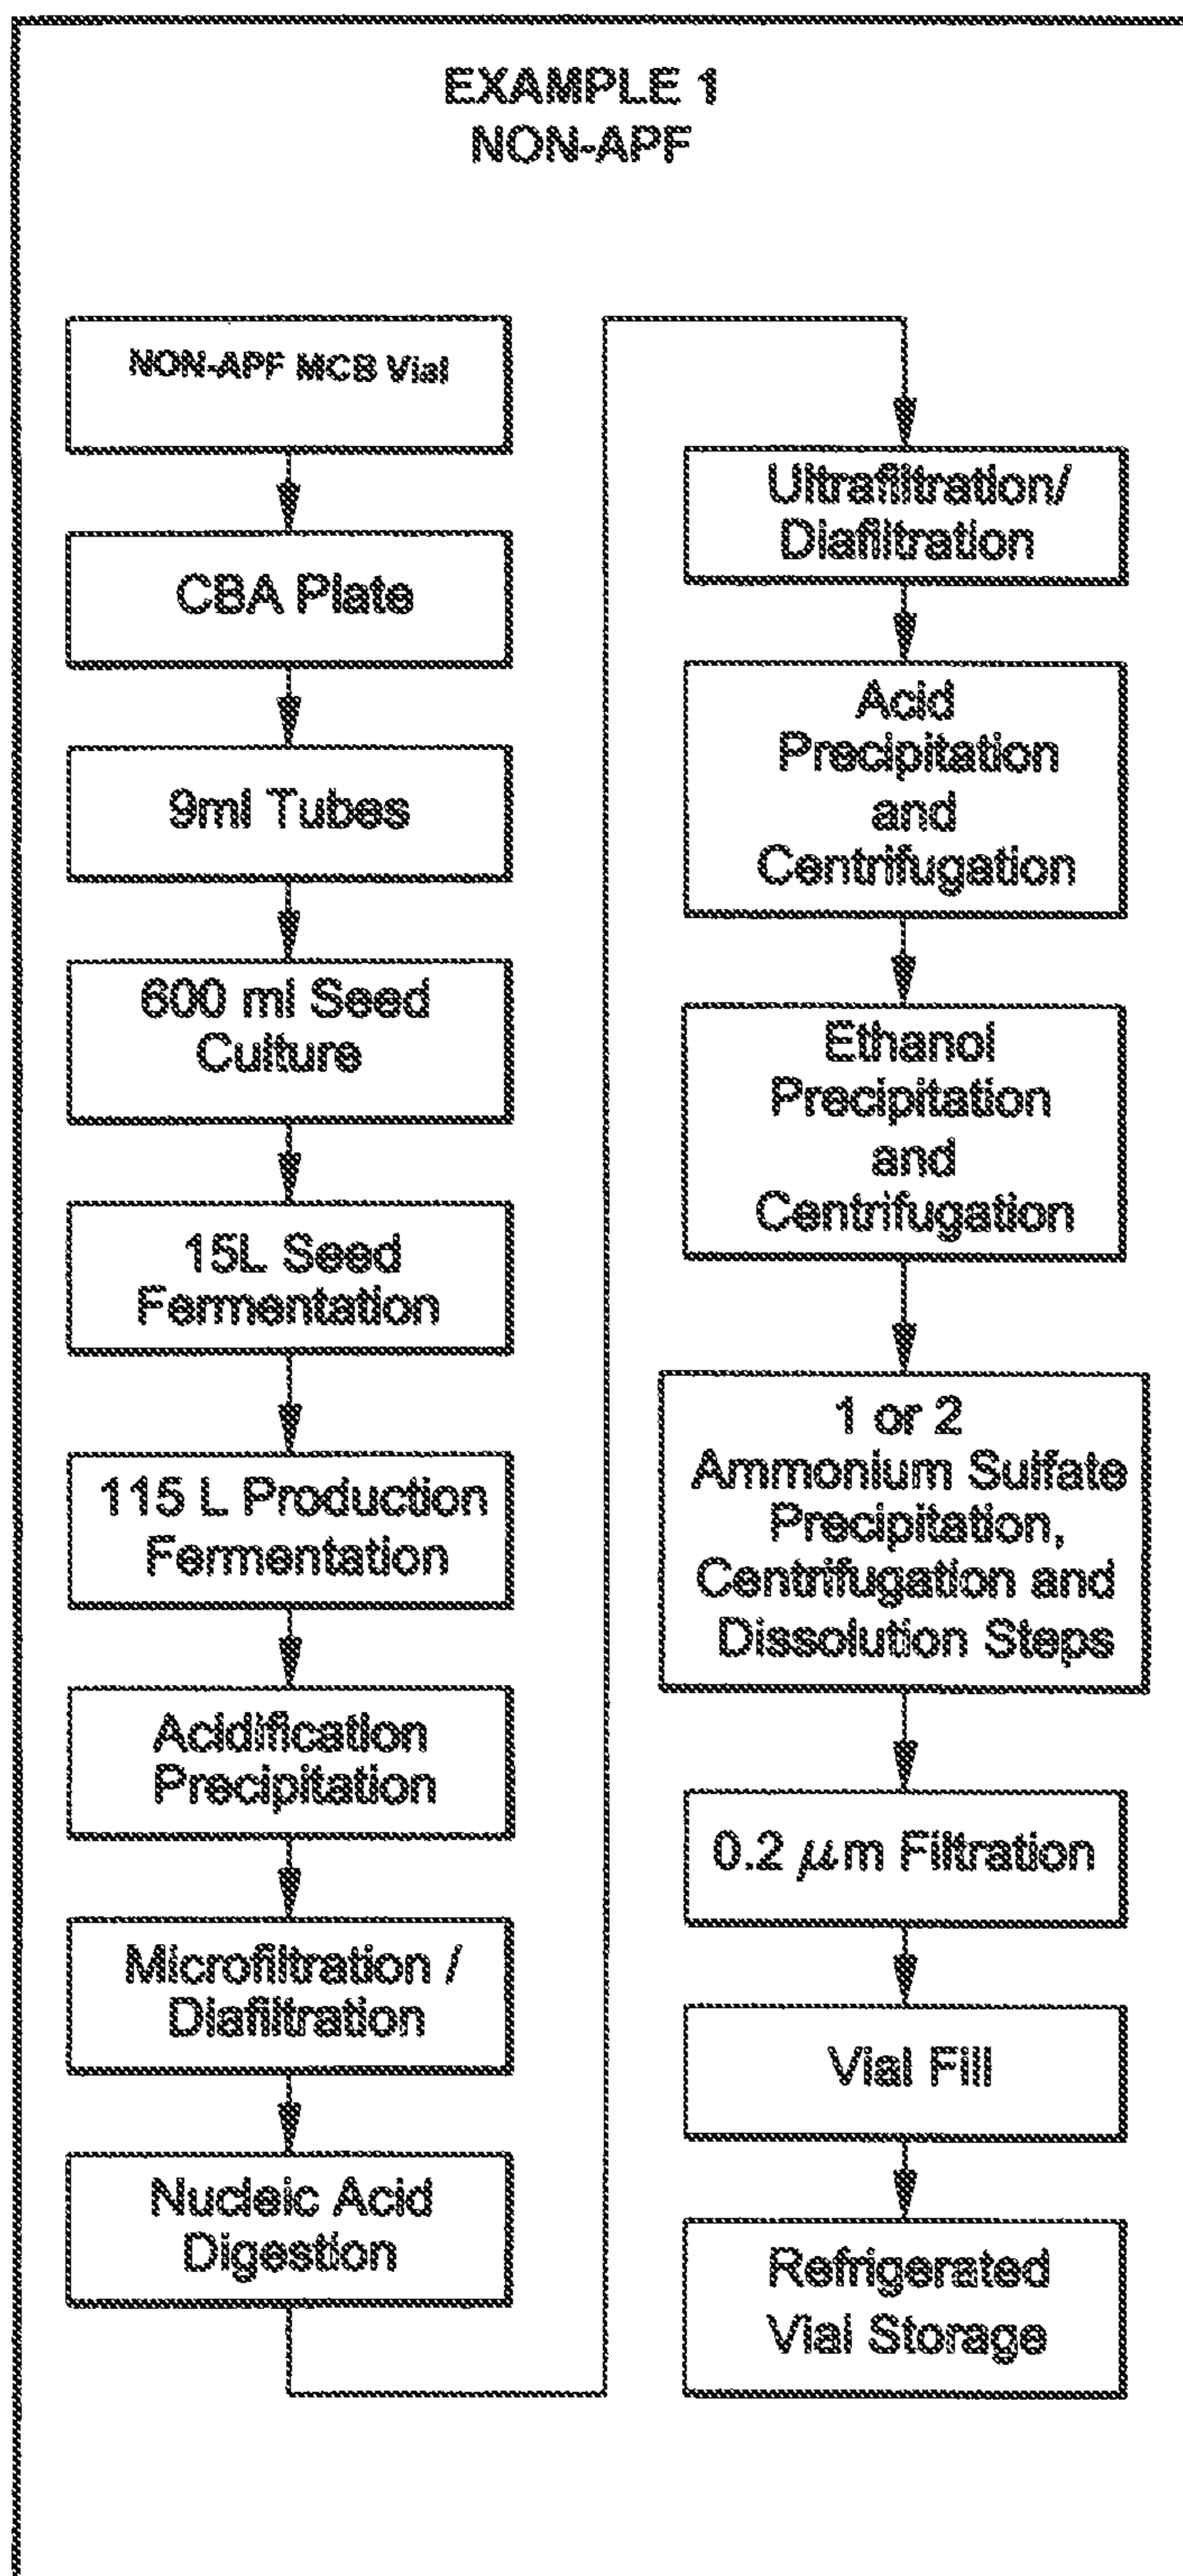 EXAMPLE 1
NON-APF
NON-APF MCB Vial
CBA Plate
9ml Tubes
600 ml Seed
Culture
15L Seed
Fermentation
115 L Production
Fermentation
Acidification
Precipitation
Microfiltration /
Diafiltration
Nucleic Acid
Digestion
Ultrafiltration/
Diafiltration
Acid
Precipitation
and
Centrifugation
Ethanol
Precipitation
and
Centrifugation
1 or 2
Ammonium Sulfate
Precipitation,
Centrifugation and
Dissolution Steps
0.2 μm Filtration
Vial Fill
Refrigerated
Vial Storage